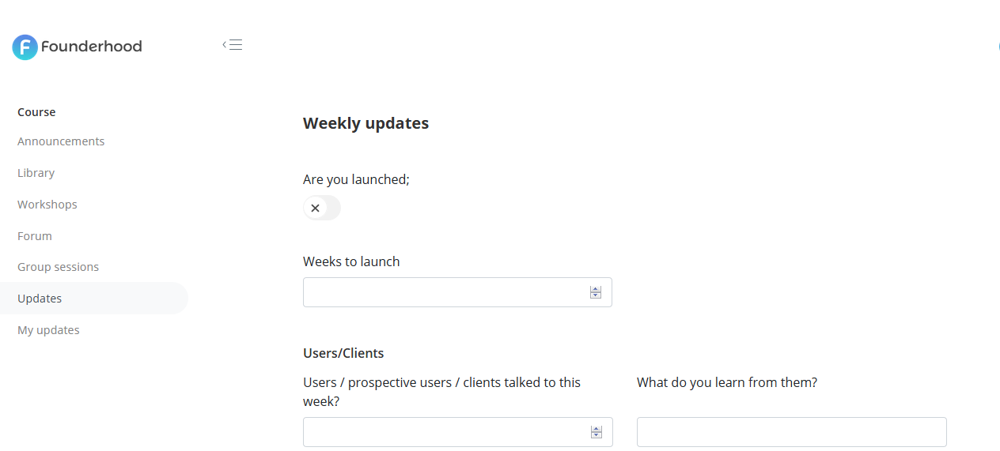 Founderhood
Course
Announcements
Library
Workshops
Forum
Group sessions
Updates
My updates
Weekly updates
Are you launched;
Weeks to launch
Users/Clients
Users / prospective users / clients talked to this
week?
What do you learn from them?